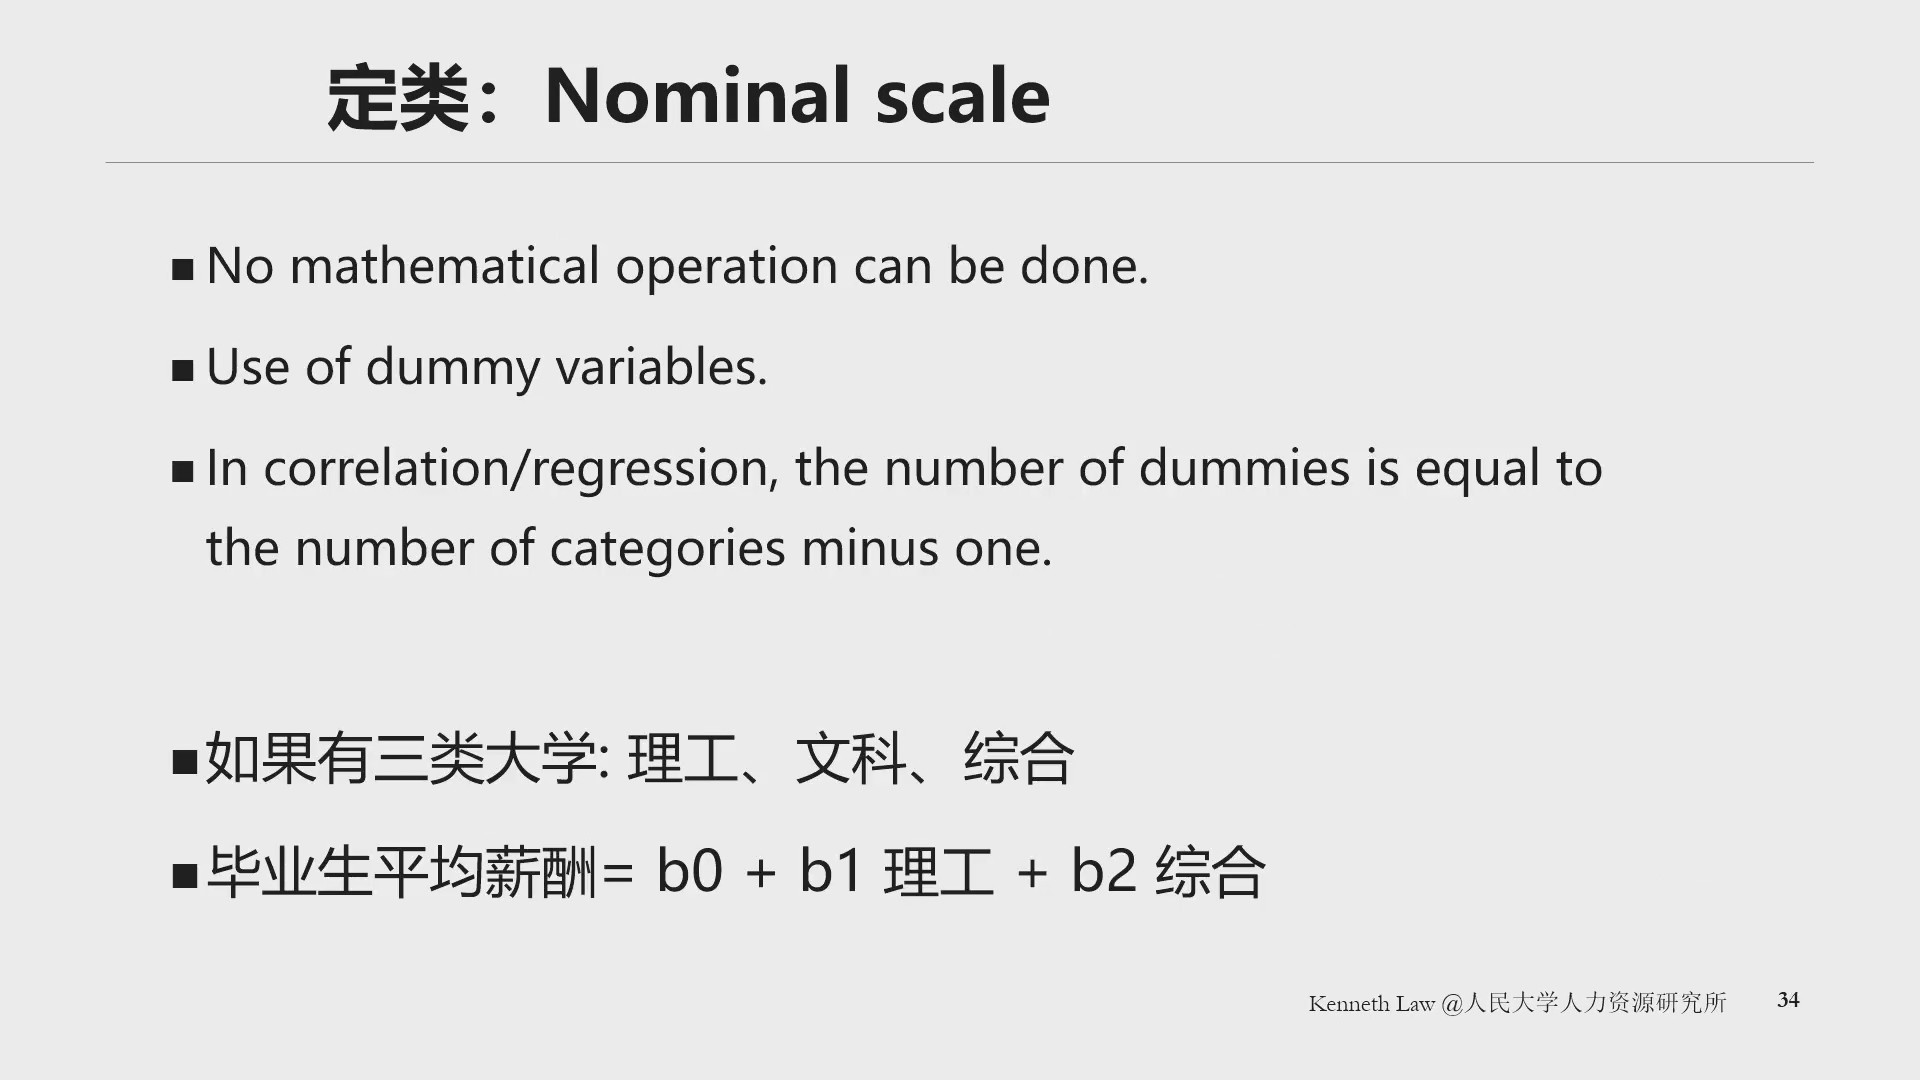 定类：Nominal scale
■ No mathematical operation can be done.
■ Use of dummy variables.
■ In correlation/regression, the number of dummies is equal to
the number of categories minus one.
■ 如果有三类大学: 理工、文科、综合
■ 毕业生平均薪酬= b0 + b1 理工 + b2 综合
Kenneth Law @人民大学人力资源研究所 34